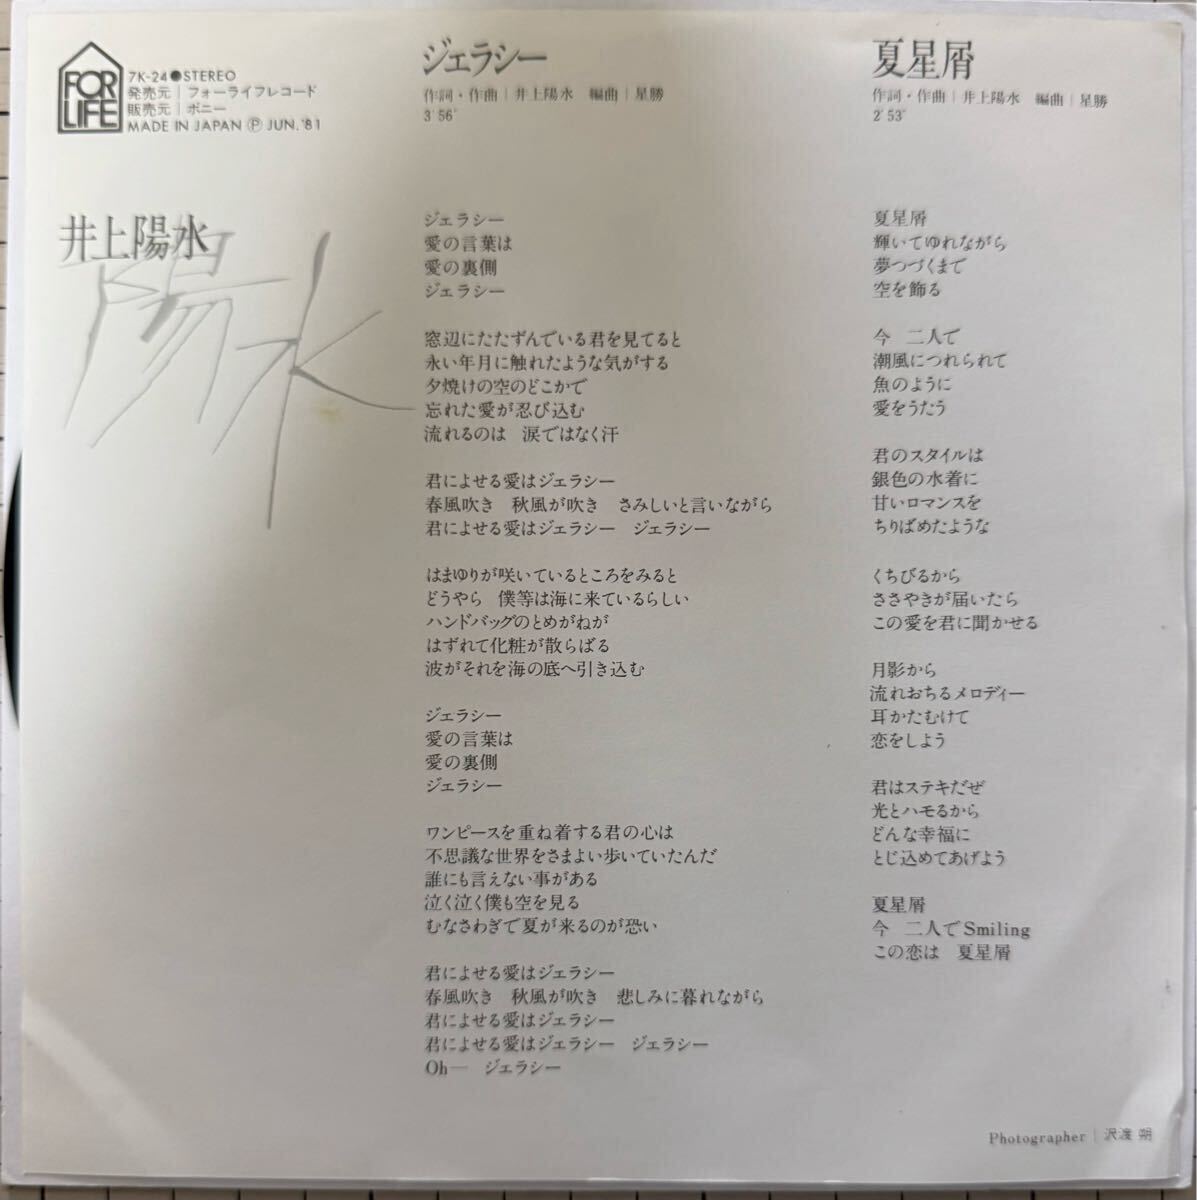 FOR
LIFE
7K-24●STEREO
発売元｜フォーライフレコード
販売元｜ポニー
MADE IN JAPAN Ⓟ JUN.'81
井上陽水
陽水
ジェラシー
作詞・作曲｜井上陽水　編曲｜星勝
3'56"
ジェラシー
愛の言葉は
愛の裏側
ジェラシー
窓辺にたたずんでいる君を見てると
永い年月に触れたような気がする
夕焼けの空のどこかで
忘れた愛が忍び込む
流れるのは　涙ではなく汗
君によせる愛はジェラシー
春風吹き　秋風が吹き　さみしいと言いながら
君によせる愛はジェラシー　ジェラシー
はまゆりが咲いているところをみると
どうやら　僕等は海に来ているらしい
ハンドバッグのとめがねが
はずれて化粧が散らばる
波がそれを海の底へ引き込む
ジェラシー
愛の言葉は
愛の裏側
ジェラシー
ワンピースを重ね着する君の心は
不思議な世界をさまよい歩いていたんだ
誰にも言えない事がある
泣く泣く僕も空を見る
むなさわぎで夏が来るのが恐い
君によせる愛はジェラシー
春風吹き　秋風が吹き　悲しみに暮れながら
君によせる愛はジェラシー
君によせる愛はジェラシー　ジェラシー
Oh—　ジェラシー
夏星屑
作詞・作曲｜井上陽水　編曲｜星勝
2'53"
夏星屑
輝いてゆれながら
夢つづくまで
空を飾る
今　二人で
潮風につれられて
魚のように
愛をうたう
君のスタイルは
銀色の水着に
甘いロマンスを
ちりばめたような
くちびるから
ささやきが届いたら
この愛を君に聞かせる
月影から
流れおちるメロディー
耳かたむけて
恋をしよう
君はステキだぜ
光とハモるから
どんな幸福に
とじ込めてあげよう
夏星屑
今　二人でSmiling
この恋は　夏星屑
Photographer｜沢渡 朔